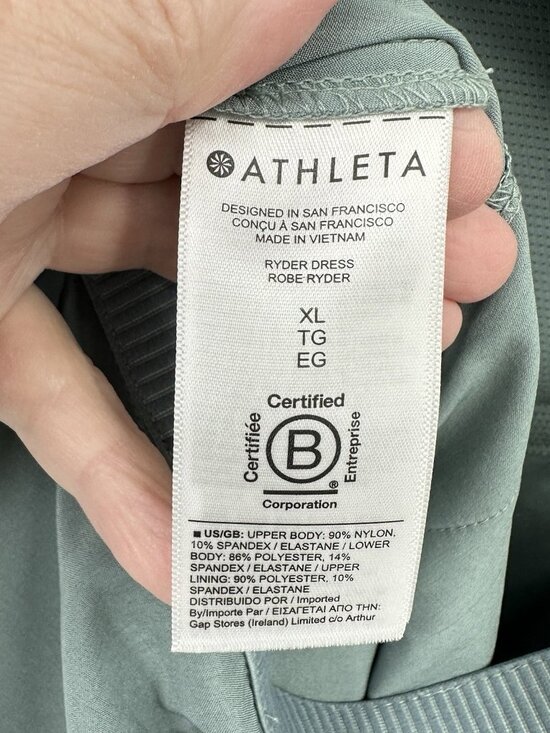 ATHLETA
DESIGNED IN SAN FRANCISCO
CONÇU À SAN FRANCISCO
MADE IN VIETNAM
RYDER DRESS
ROBE RYDER
XL
TG
EG
Certified
Certifiée
B
Entreprise
®
Corporation
■ US/GB: UPPER BODY: 90% NYLON,
10% SPANDEX / ELASTANE / LOWER
BODY: 86% POLYESTER, 14%
SPANDEX / ELASTANE / UPPER
LINING: 90% POLYESTER, 10%
SPANDEX / ELASTANE
DISTRIBUIDO POR / Imported
By/Importe Par / ΕΙΣΑΓΕΤΑΙ ΑΠΟ ΤΗΝ:
Gap Stores (Ireland) Limited c/o Arthur